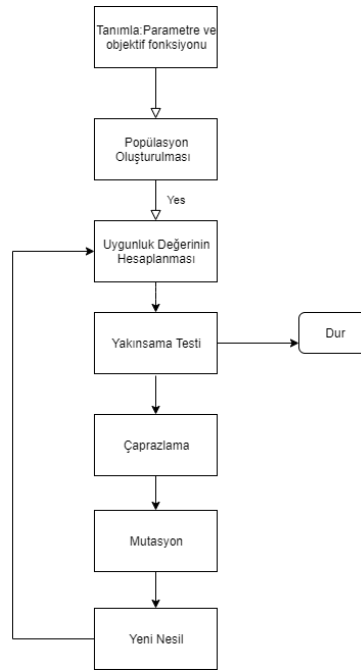 Tanımla:Parametre ve
objektif fonksiyonu
Popülasyon
Oluşturulması
Yes
Uygunluk Değerinin
Hesaplanması
Yakınsama Testi
Dur
Çaprazlama
Mutasyon
Yeni Nesil